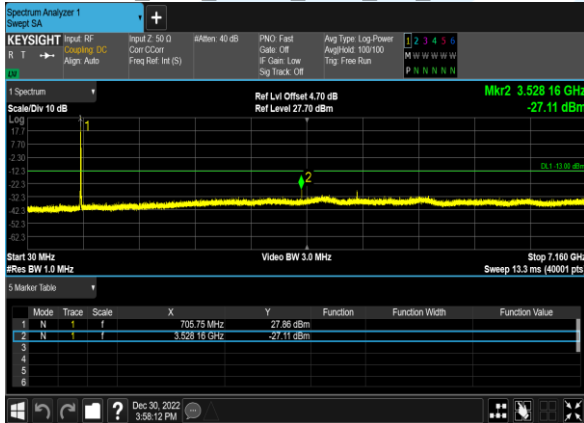 Spectrum Analyzer 1
Swept SA
KEYSIGHT
R T
LM
Input: RF
Coupling: DC
Align: Auto
Input Z: 50 Ω
Corr CCorr
Freq Ref: Int (S)
#Atten: 40 dB
PNO: Fast
Gate: Off
IF Gain: Low
Sig Track: Off
Avg Type: Log-Power
Avg|Hold: 100/100
Trig: Free Run
1 2 3 4 5 6
M W W W W W
P N N N N N
1 Spectrum
Scale/Div 10 dB
Ref Lvl Offset 4.70 dB
Ref Level 27.70 dBm
Mkr2 3.528 16 GHz
-27.11 dBm
Log
1
17.7
7.70
-2.30
DL1 -13.00 dBm
-12.3
2
-22.3
-32.3
-42.3
-52.3
-62.3
Start 30 MHz
Video BW 3.0 MHz
Stop 7.160 GHz
#Res BW 1.0 MHz
Sweep 13.3 ms (40001 pts
5 Marker Table
Mode Trace Scale X Y Function Function Width Function Value
1 N 1 f 705.75 MHz 27.86 dBm
2 N 1 f 3.528 16 GHz -27.11 dBm
3
4
5
6
?
Dec 30, 2022
3:58:12 PM